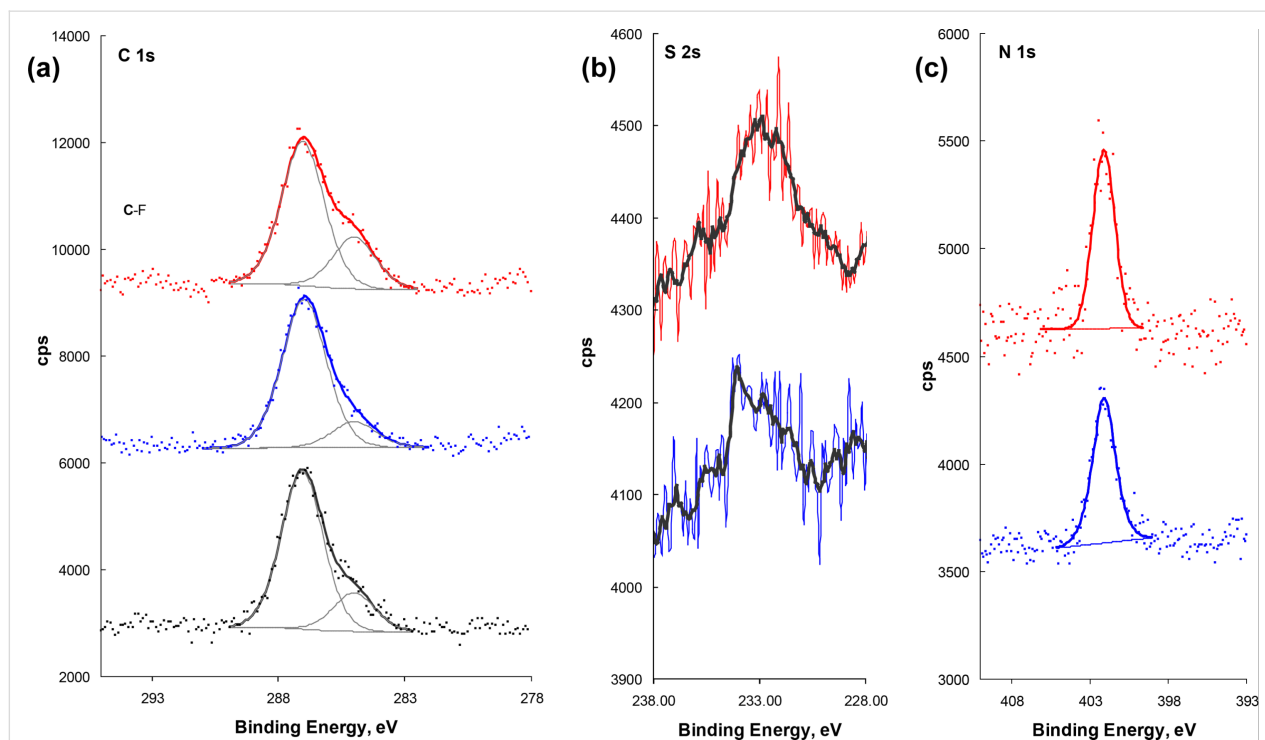 (a)
C 1s
C-F
14000
12000
10000
8000
6000
4000
2000
cps
293
288
283
278
Binding Energy, eV
(b)
S 2s
4600
4500
4400
4300
4200
4100
4000
3900
cps
238.00
233.00
228.00
Binding Energy, eV
(c)
N 1s
6000
5500
5000
4500
4000
3500
3000
cps
408
403
398
393
Binding Energy, eV